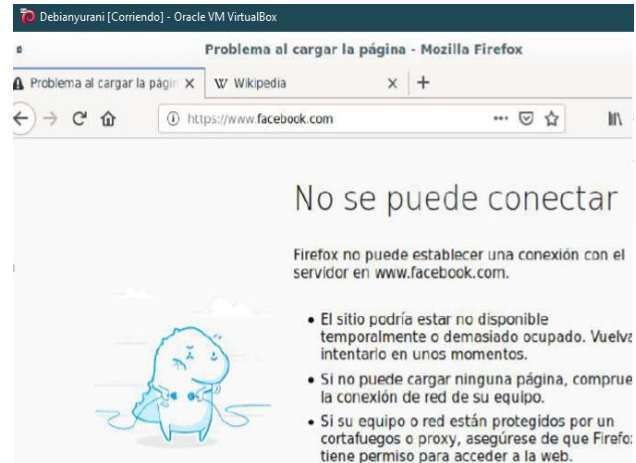 Debianyurani [Corriendo] - Oracle VM VirtualBox
Problema al cargar la página - Mozilla Firefox
Problema al cargar la págin X W Wikipedia X +
https://www.facebook.com
No se puede conectar
Firefox no puede establecer una conexión con el
servidor en www.facebook.com.
• El sitio podría estar no disponible
temporalmente o demasiado ocupado. Vuelva
intentarlo en unos momentos.
• Si no puede cargar ninguna página, comprue
la conexión de red de su equipo.
• Si su equipo o red están protegidos por un
cortafuegos o proxy, asegúrese de que Firefo
tiene permiso para acceder a la web.